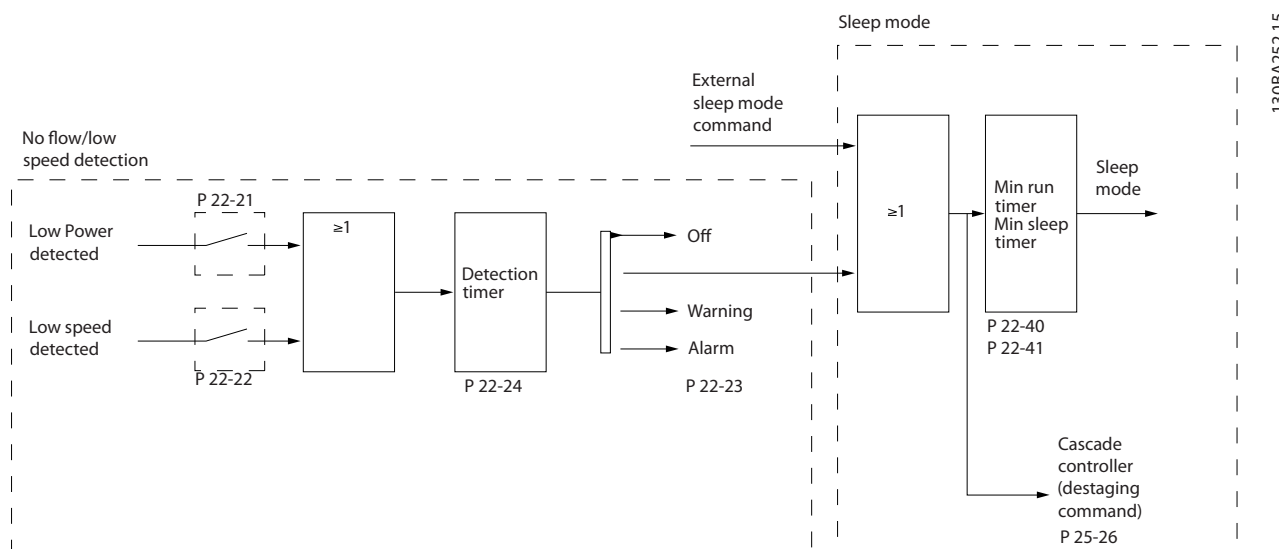 Sleep mode
130BA252.15
External
sleep mode
command
No flow/low
speed detection
P 22-21
Low Power
detected
≥1
Low speed
detected
P 22-22
Detection
timer
P 22-24
Off
Warning
Alarm
P 22-23
≥1
Min run
timer
Min sleep
timer
P 22-40
P 22-41
Sleep
mode
Cascade
controller
(destaging
command)
P 25-26